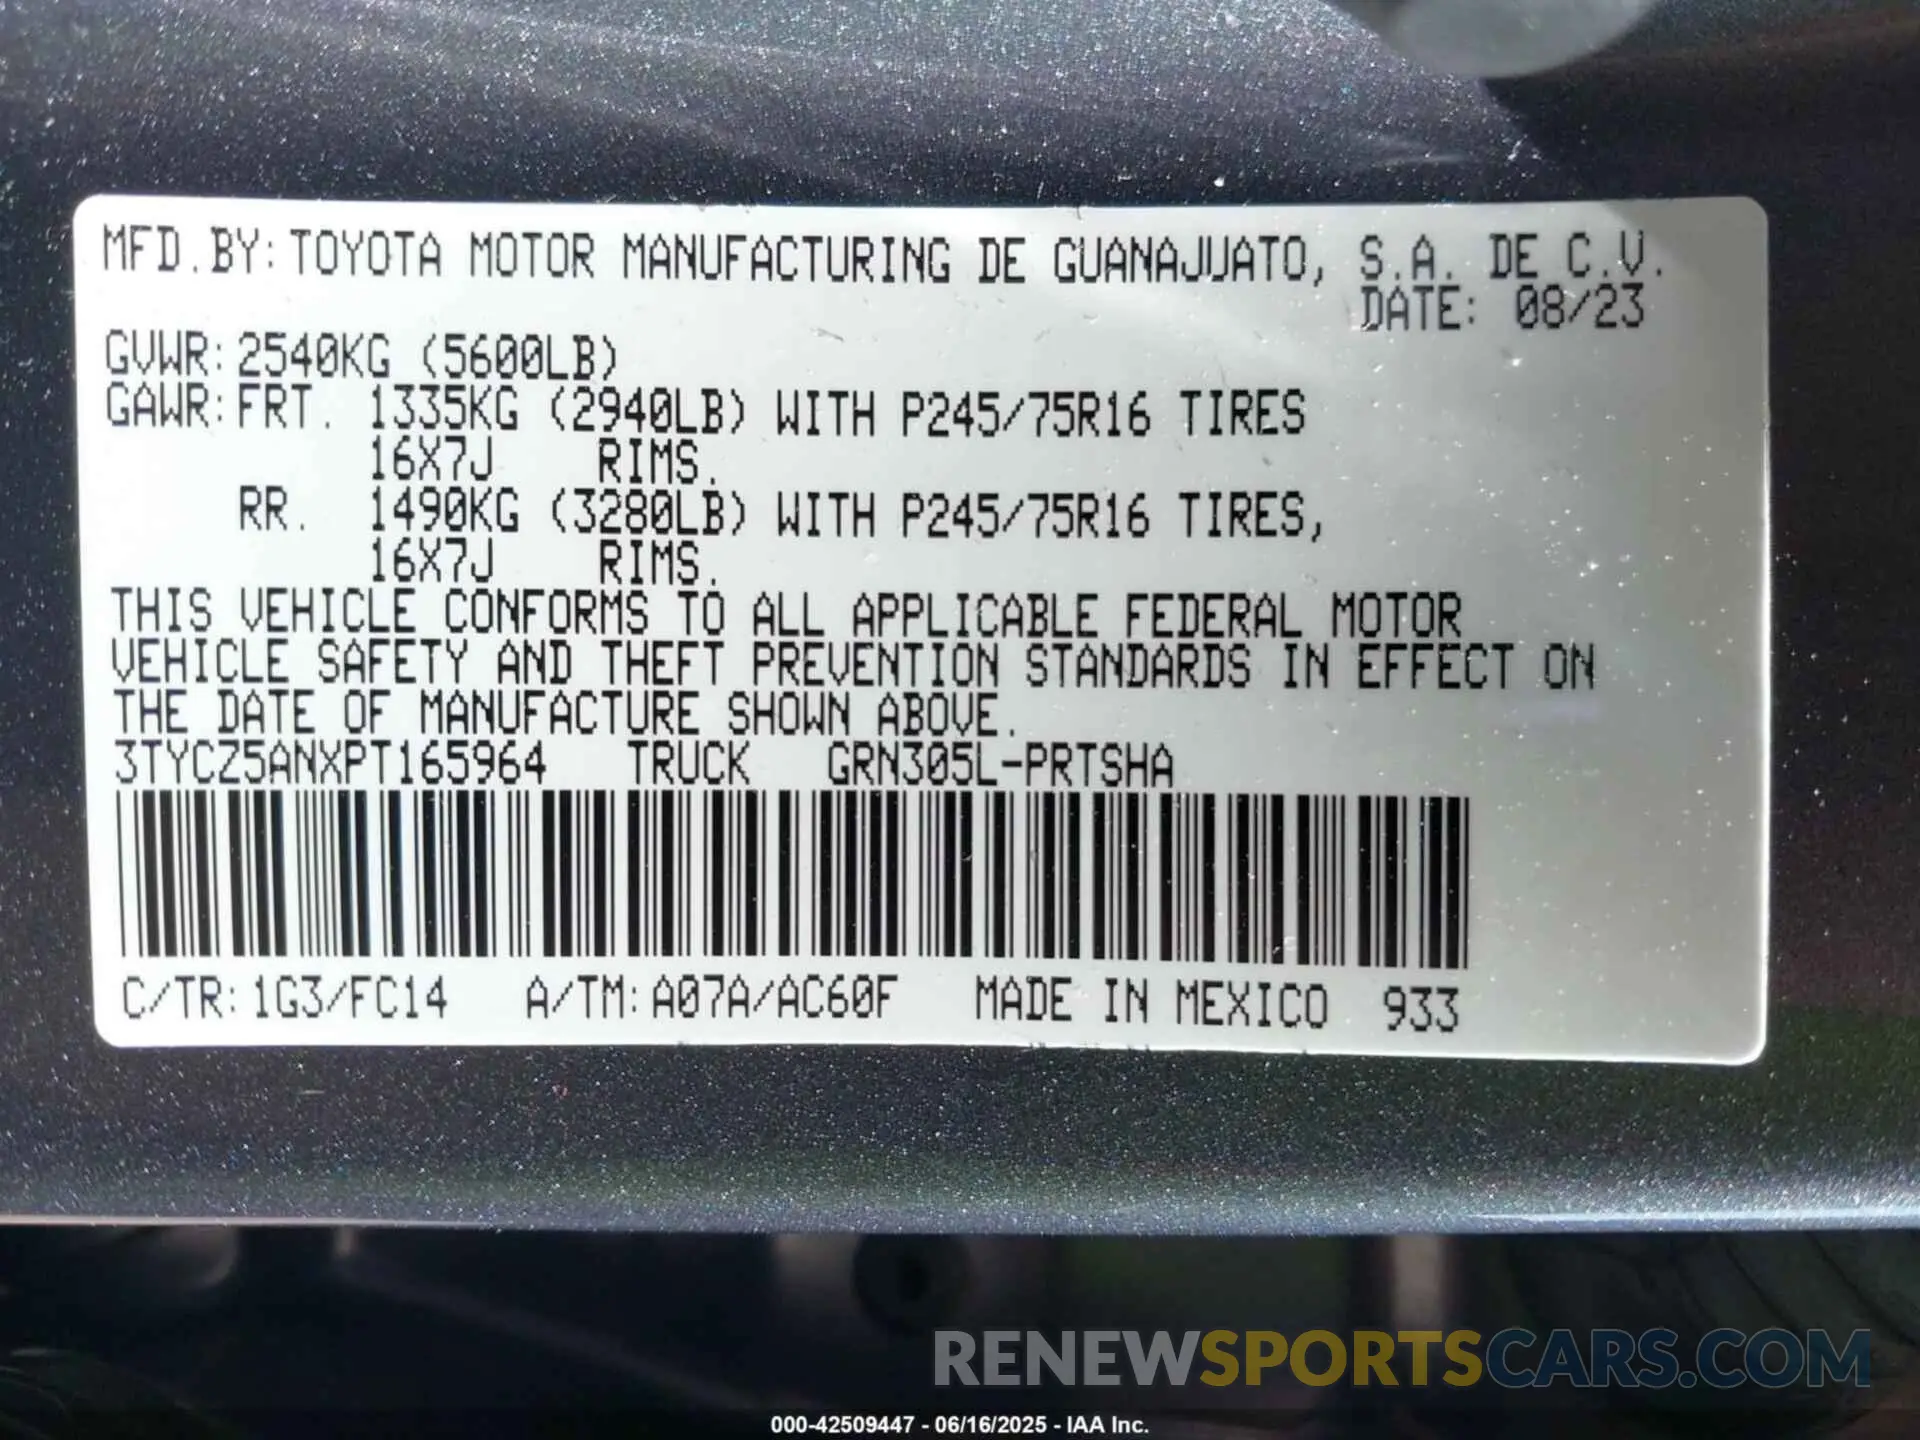 MFD.BY: TOYOTA MOTOR MANUFACTURING DE GUANAJUATO, S.A. DE C.V.
DATE: 08/23
GVWR: 2540KG (5600LB)
GAWR: FRT. 1335KG (2940LB) WITH P245/75R16 TIRES
16X7J RIMS.
RR. 1490KG (3280LB) WITH P245/75R16 TIRES,
16X7J RIMS.
THIS VEHICLE CONFORMS TO ALL APPLICABLE FEDERAL MOTOR
VEHICLE SAFETY AND THEFT PREVENTION STANDARDS IN EFFECT ON
THE DATE OF MANUFACTURE SHOWN ABOVE.
3TYCZ5ANXPT165964 TRUCK GRN305L-PRTSHA
C/TR: 1G3/FC14 A/TM: A07A/AC60F MADE IN MEXICO 933
RENEWSPORTSCARS.COM
000-42509447 - 06/16/2025 - IAA Inc.